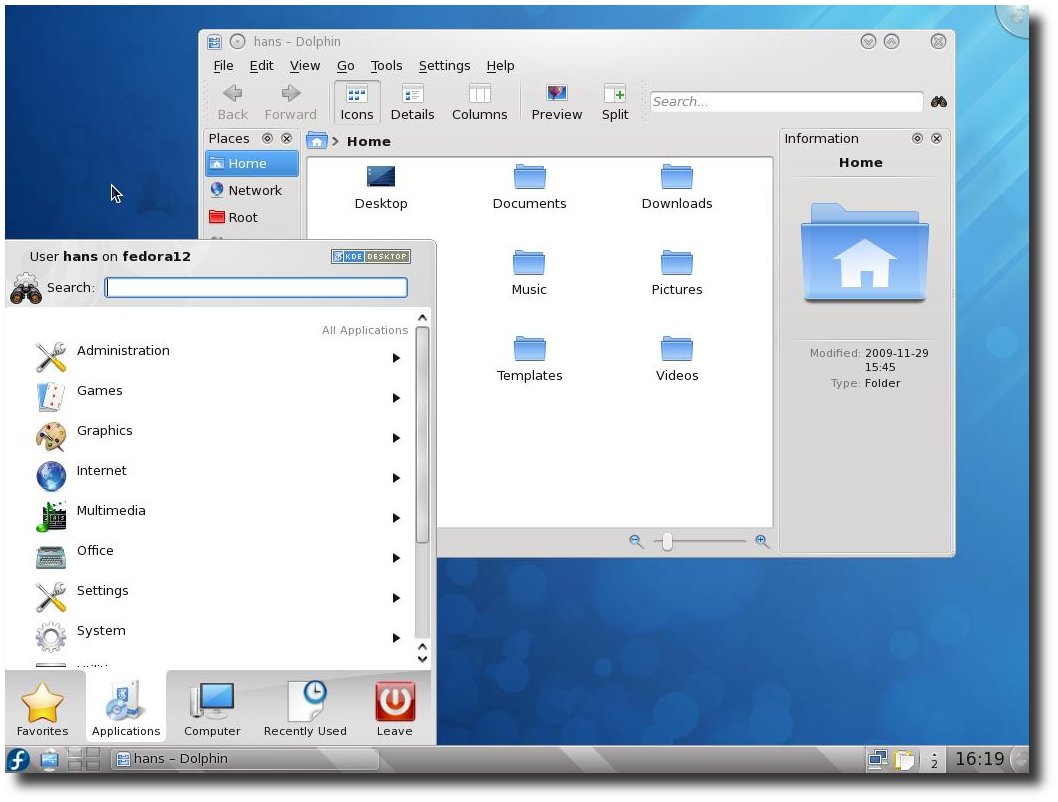 hans – Dolphin
File Edit View Go Tools Settings Help
Back Forward Icons Details Columns Preview Split Search...
Places
Home
Information
Home
Home
Network
Root
Desktop Documents Downloads
Music Pictures
Templates Videos
Modified: 2009-11-29
15:45
Type: Folder
User hans on fedora12
KDE DESKTOP
Search:
All Applications
Administration
Games
Graphics
Internet
Multimedia
Office
Settings
System
Favorites Applications Computer Recently Used Leave
hans – Dolphin
2
16:19